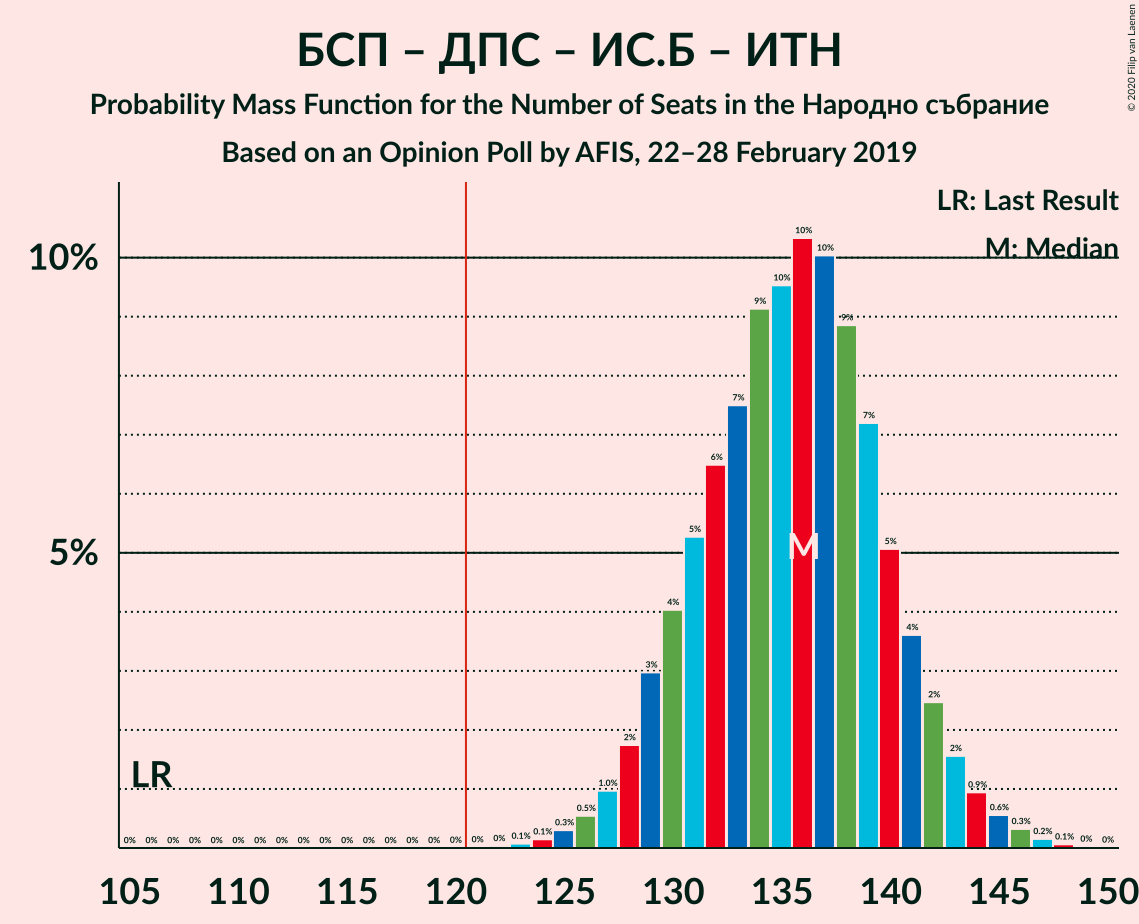 БСП – ДПС – ИС.Б – ИТН
Probability Mass Function for the Number of Seats in the Народно събрание
Based on an Opinion Poll by AFIS, 22–28 February 2019
© 2020 Filip van Laenen
LR: Last Result
M: Median
10%
5%
LR
M
0% 0% 0% 0% 0% 0% 0% 0% 0% 0% 0% 0% 0% 0% 0% 0% 0% 0% 0.1% 0.1% 0.3% 0.5% 1.0% 2% 3% 4% 5% 6% 7% 9% 10% 10% 10% 9% 7% 5% 4% 2% 2% 0.9% 0.6% 0.3% 0.2% 0.1% 0% 0%
105 110 115 120 125 130 135 140 145 150